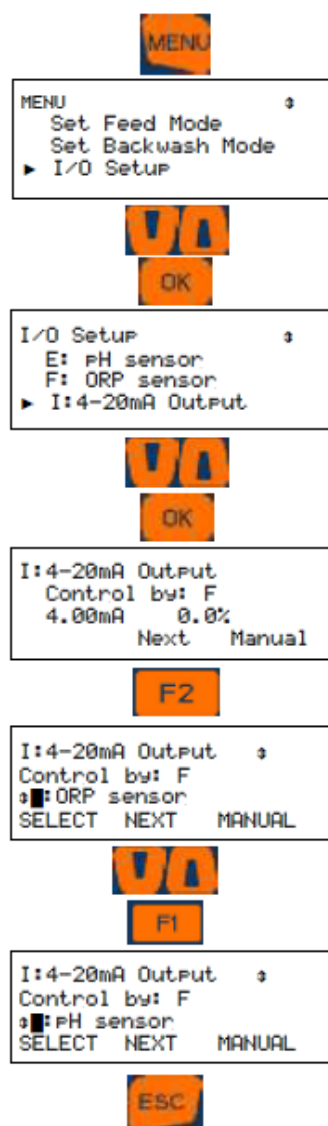 MENU
MENU ⇕
Set Feed Mode
Set Backwash Mode
► I/O Setup
OK
I/O Setup ⇕
E: pH sensor
F: ORP sensor
► I:4-20mA Output
OK
I:4-20mA Output
Control by: F
4.00mA 0.0%
Next Manual
F2
I:4-20mA Output ⇕
Control by: F
⇕█:ORP sensor
SELECT NEXT MANUAL
F1
I:4-20mA Output ⇕
Control by: F
⇕█:pH sensor
SELECT NEXT MANUAL
ESC